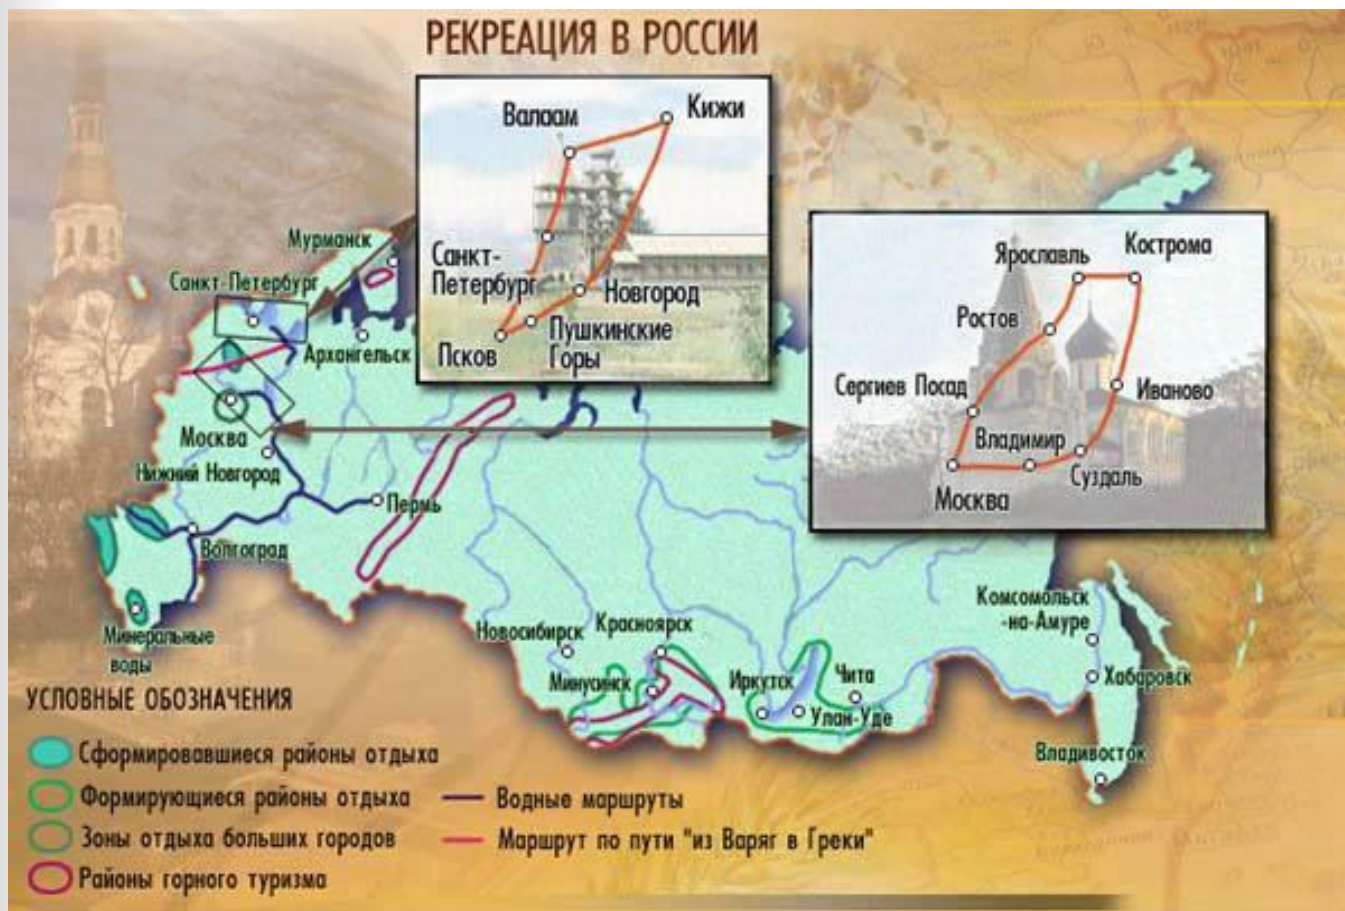 РЕКРЕАЦИЯ В РОССИИ
Валаам
Кижи
Санкт-
Петербург
Новгород
Пушкинские
Горы
Псков
Ярославль
Кострома
Ростов
Сергиев Посад
Иваново
Владимир
Суздаль
Москва
Мурманск
Санкт-Петербург
Архангельск
Москва
Нижний Новгород
Пермь
Волгоград
Минеральные
воды
Новосибирск
Красноярск
Минусинск
Иркутск
Улан-Уде
Чита
Комсомольск
-на-Амуре
Хабаровск
Владивосток
УСЛОВНЫЕ ОБОЗНАЧЕНИЯ
Сформировавшиеся районы отдыха
Формирующиеся районы отдыха
Зоны отдыха больших городов
Районы горного туризма
Водные маршруты
Маршрут по пути "из Варяг в Греки"